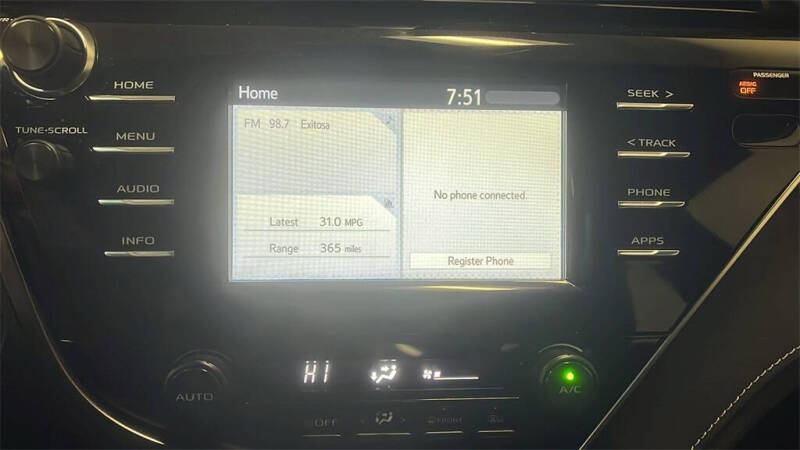 HOME
Home
7:51
SEEK >
PASSENGER
AIRBAG
OFF
TUNE•SCROLL
MENU
FM 98.7 Exitosa
< TRACK
AUDIO
No phone connected.
PHONE
Latest 31.0 MPG
INFO
Range 365 miles
Register Phone
APPS
HI
AUTO
A/C
OFF
< >
FRONT